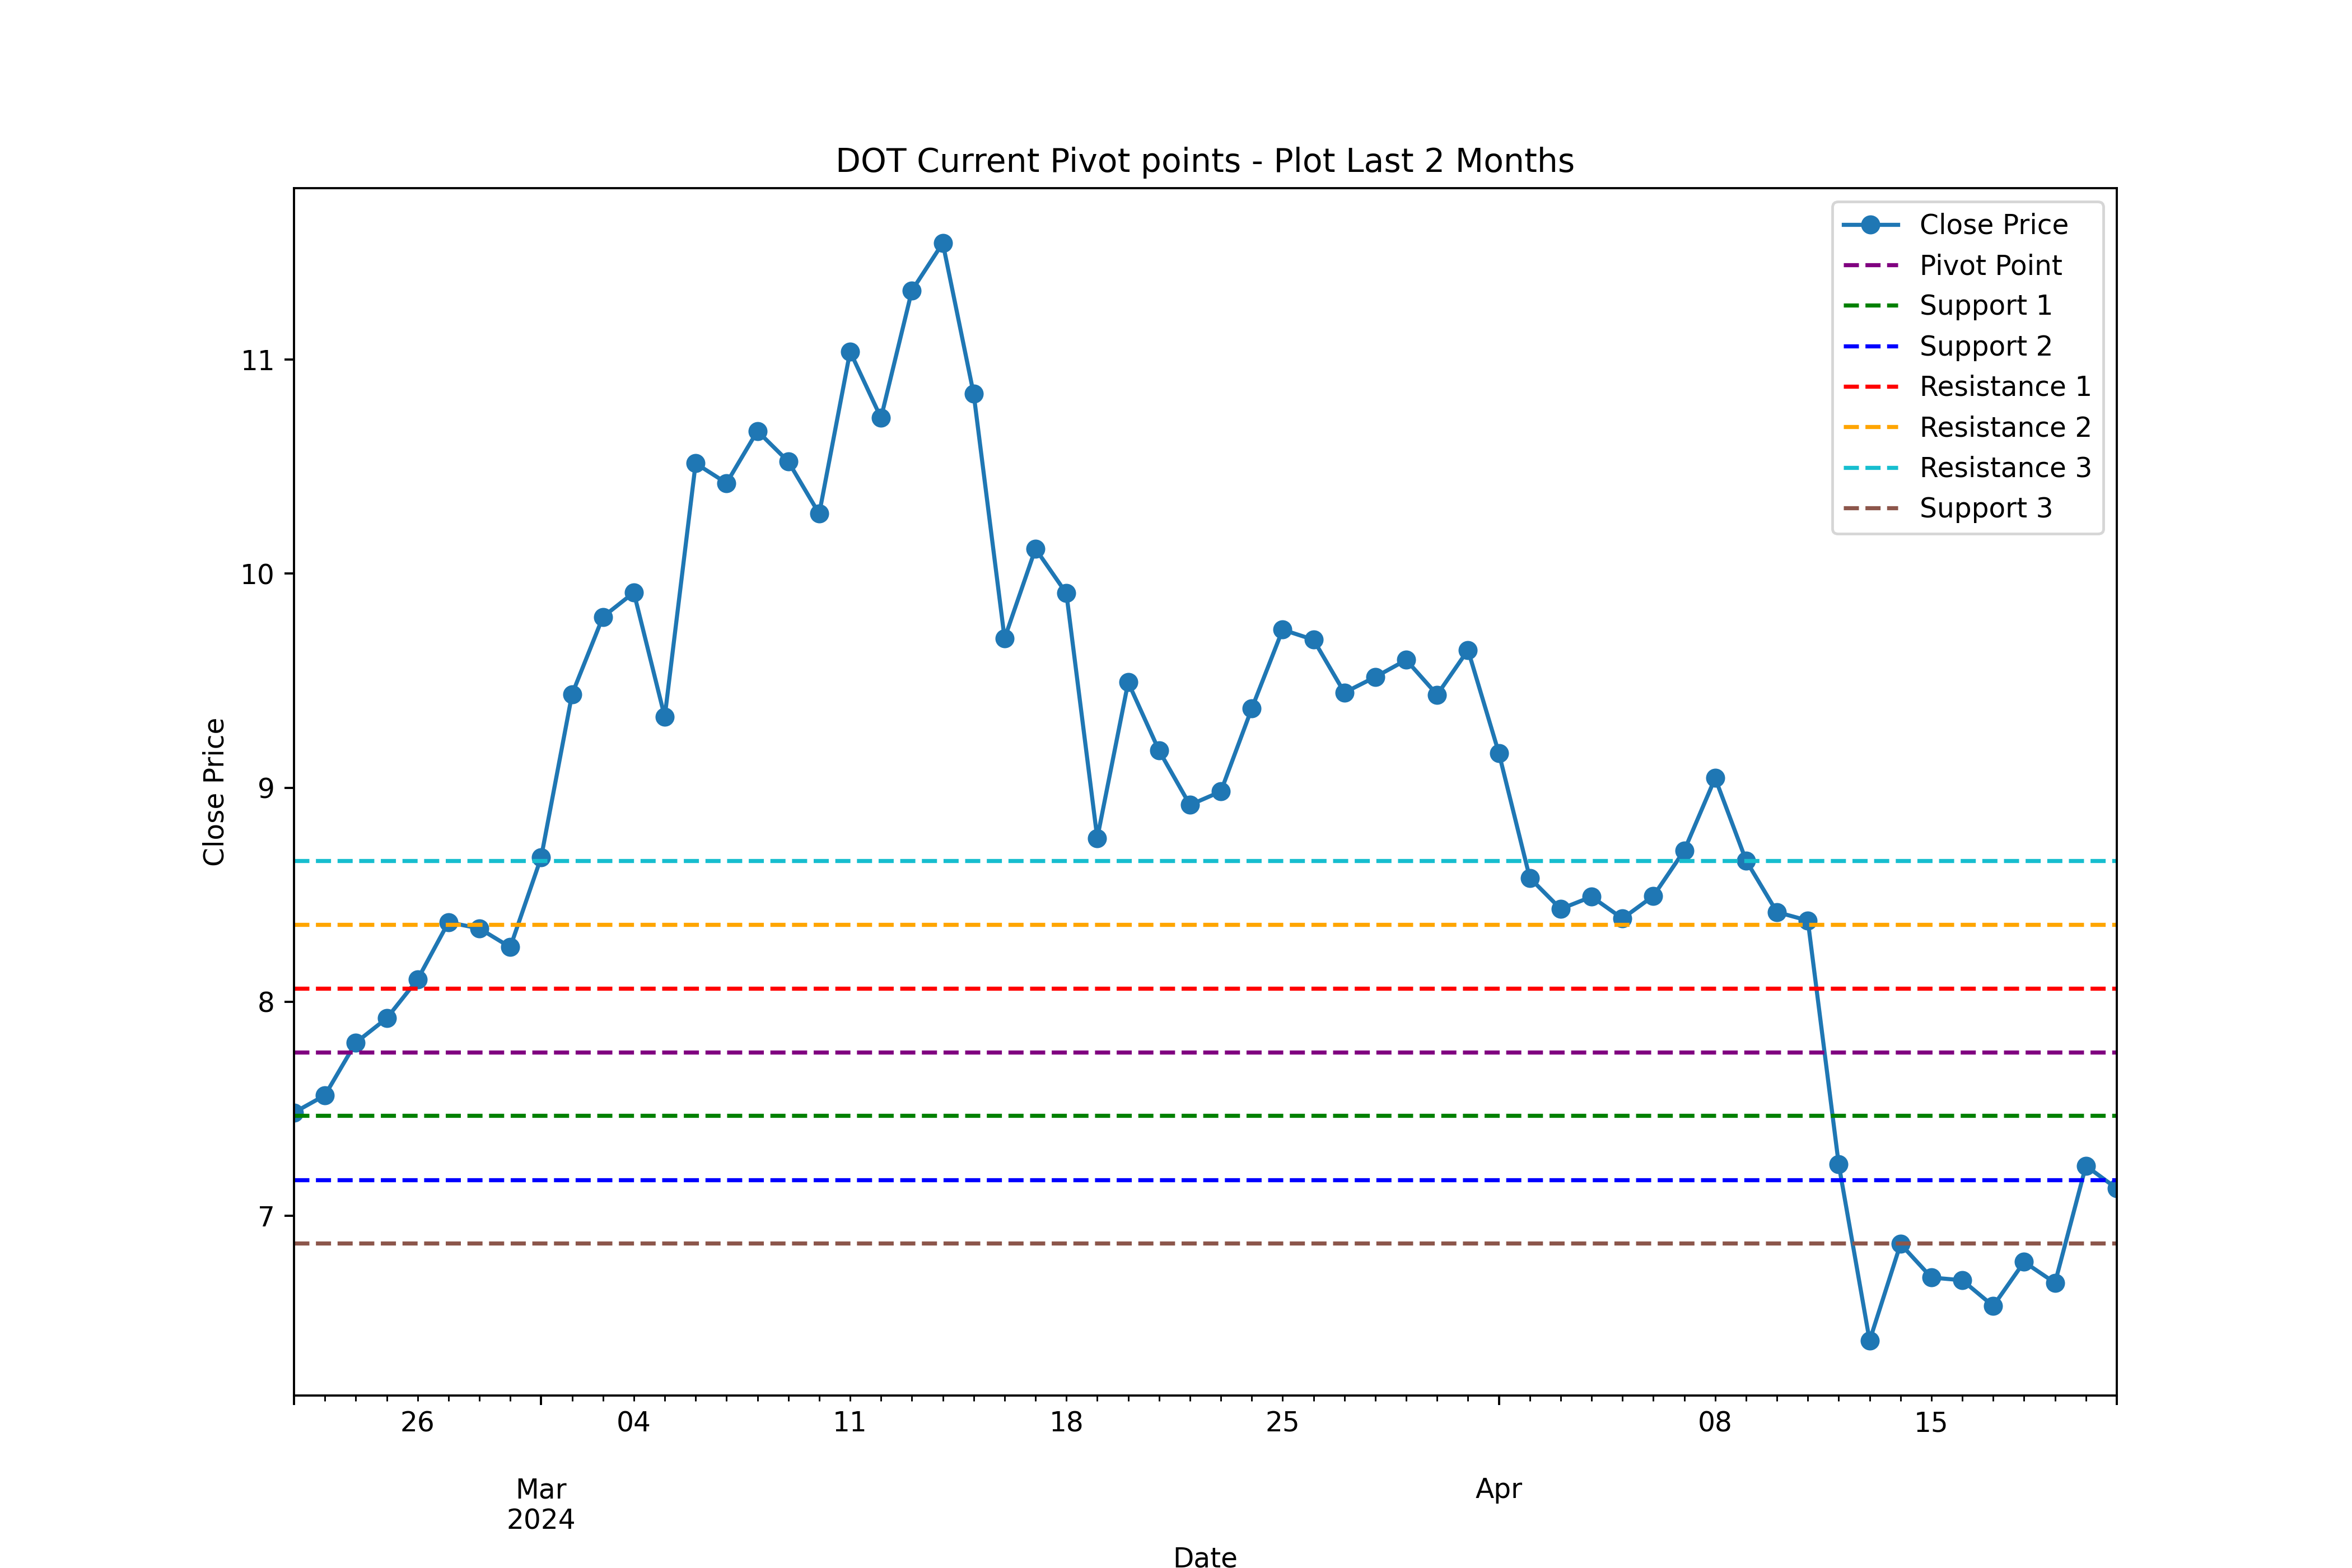 DOT Current Pivot points - Plot Last 2 Months
Close Price
Pivot Point
Support 1
Support 2
Resistance 1
Resistance 2
Resistance 3
Support 3
Close Price
11
10
9
8
7
26
04
11
18
25
08
15
Mar
2024
Apr
Date